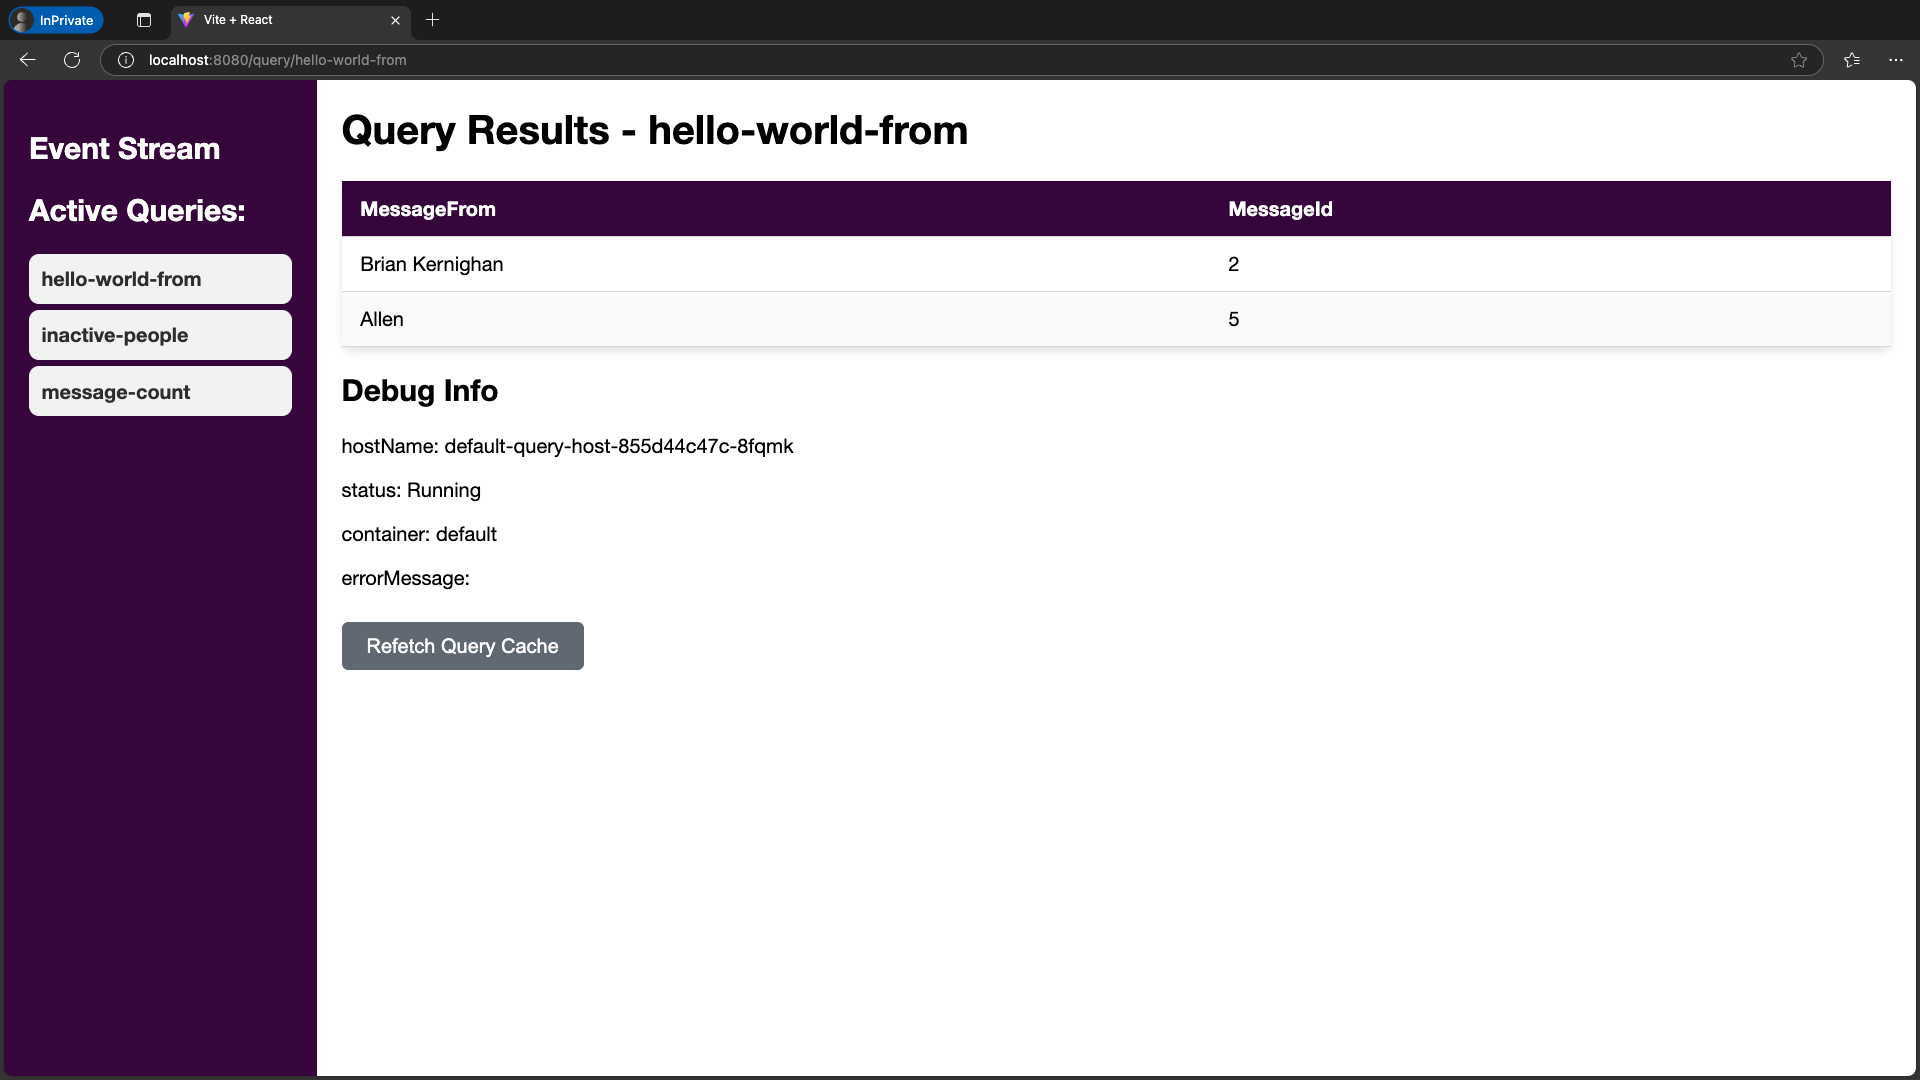 InPrivate
Vite + React
localhost:8080/query/hello-world-from
Event Stream
Active Queries:
hello-world-from
inactive-people
message-count
Query Results - hello-world-from
MessageFrom MessageId
Brian Kernighan 2
Allen 5
Debug Info
hostName: default-query-host-855d44c47c-8fqmk
status: Running
container: default
errorMessage:
Refetch Query Cache